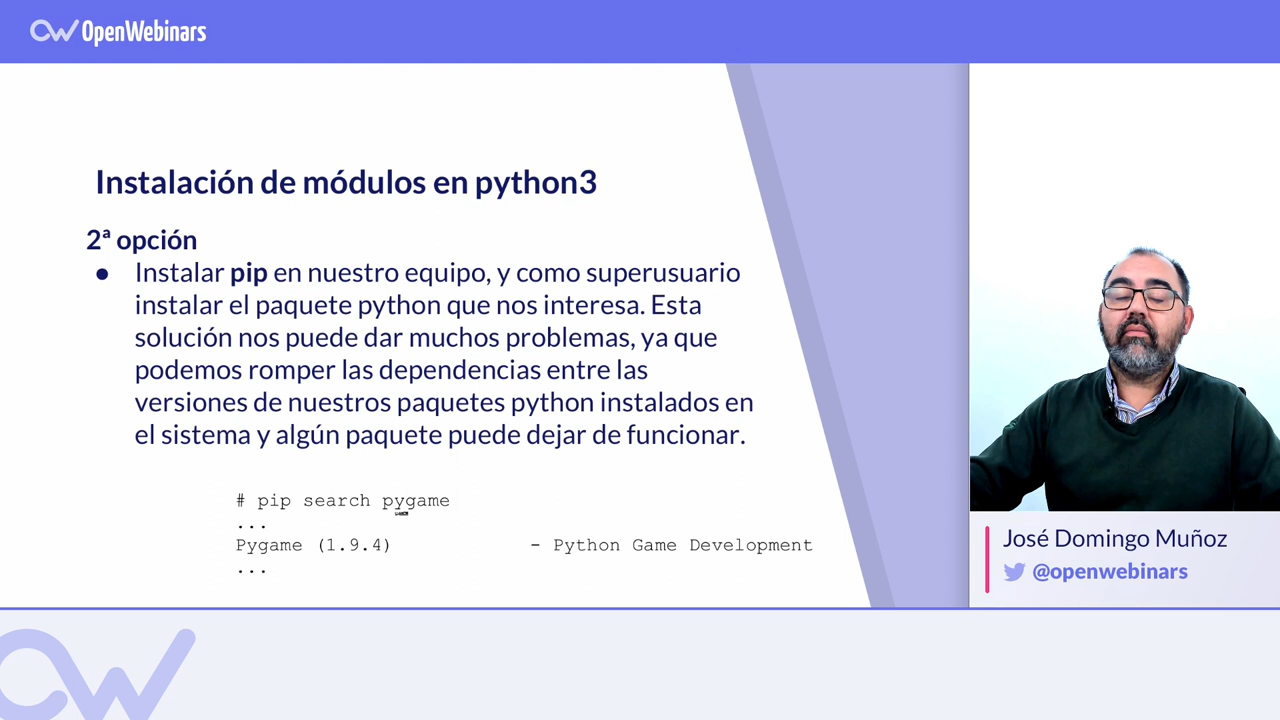 OpenWebinars
Instalación de módulos en python3
2ª opción
● Instalar pip en nuestro equipo, y como superusuario
instalar el paquete python que nos interesa. Esta
solución nos puede dar muchos problemas, ya que
podemos romper las dependencias entre las
versiones de nuestros paquetes python instalados en
el sistema y algún paquete puede dejar de funcionar.
# pip search pygame
...
Pygame (1.9.4) - Python Game Development
...
José Domingo Muñoz
@openwebinars